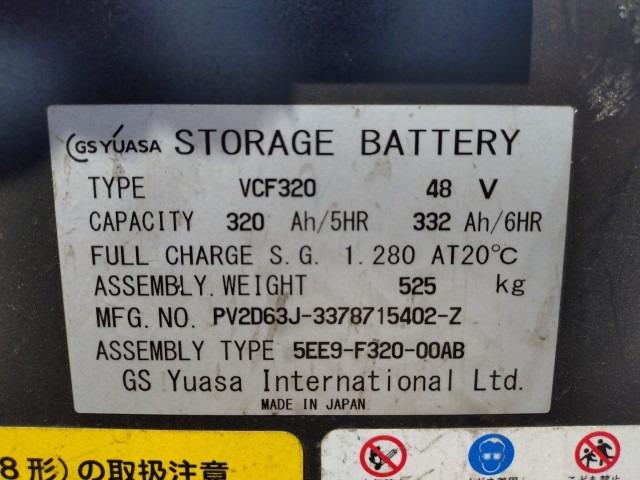 GS YUASA STORAGE BATTERY
TYPE VCF320 48 V
CAPACITY 320 Ah/5HR 332 Ah/6HR
FULL CHARGE S.G. 1.280 AT20℃
ASSEMBLY.WEIGHT 525 kg
MFG.NO. PV2D63J-3378715402-Z
ASSEMBLY TYPE 5EE9-F320-00AB
GS Yuasa International Ltd.
MADE IN JAPAN
8形)の取扱注意